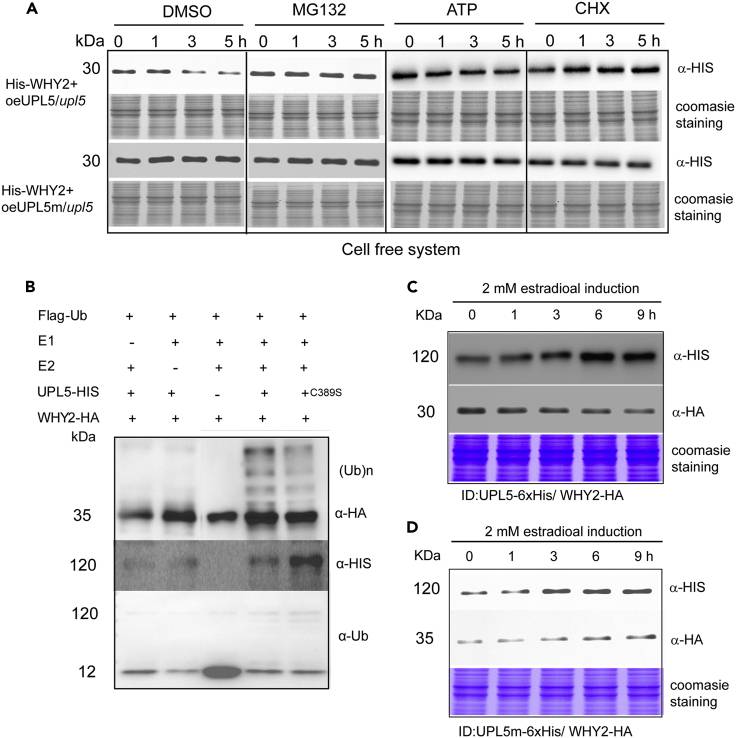 A
DMSO MG132 ATP CHX
kDa 0 1 3 5 h 0 1 3 5 h 0 1 3 5 h 0 1 3 5 h
His-WHY2+
oeUPL5/upl5
30
α-HIS
coomasie
staining
His-WHY2+
oeUPL5m/upl5
30
α-HIS
coomasie
staining
Cell free system
B
Flag-Ub + + + + +
E1 - + + + +
E2 + - + + +
UPL5-HIS + + - + +C389S
WHY2-HA + + + + +
kDa
(Ub)n
35 α-HA
120 α-HIS
120
α-Ub
12
C
2 mM estradioal induction
KDa 0 1 3 6 9 h
120 α-HIS
30 α-HA
coomasie
staining
ID:UPL5-6xHis/ WHY2-HA
D
2 mM estradioal induction
KDa 0 1 3 6 9 h
120 α-HIS
35 α-HA
coomasie
staining
ID:UPL5m-6xHis/ WHY2-HA